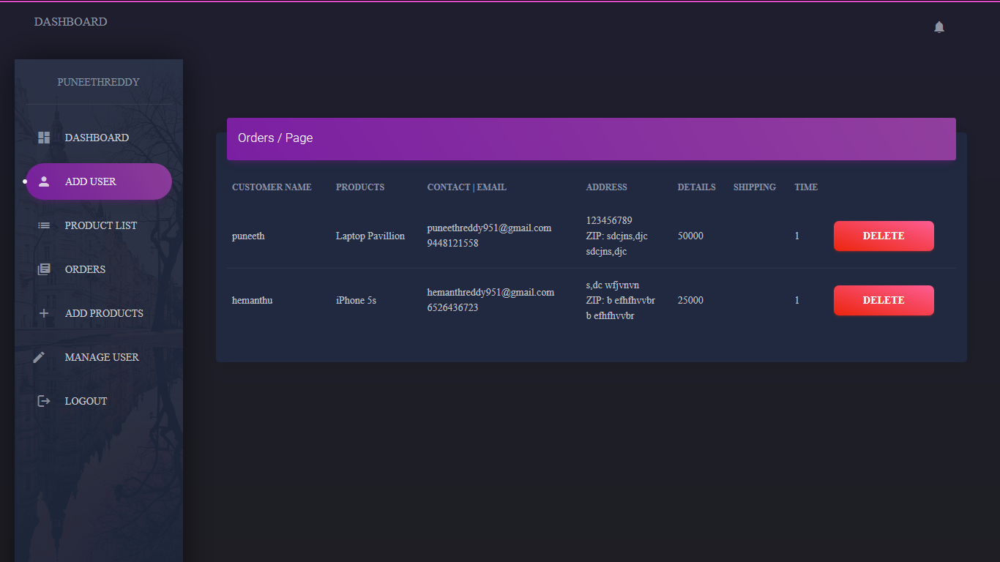 DASHBOARD
PUNEETHREDDY
DASHBOARD
ADD USER
PRODUCT LIST
ORDERS
ADD PRODUCTS
MANAGE USER
LOGOUT
Orders / Page
CUSTOMER NAME PRODUCTS CONTACT | EMAIL ADDRESS DETAILS SHIPPING TIME
puneeth Laptop Pavillion puneethreddy951@gmail.com
9448121558 123456789
ZIP: sdcjns,djc
sdcjns,djc 50000 1 DELETE
hemanthu iPhone 5s hemanthreddy951@gmail.com
6526436723 s,dc wfjvnvn
ZIP: b efhfhvvbr
b efhfhvvbr 25000 1 DELETE